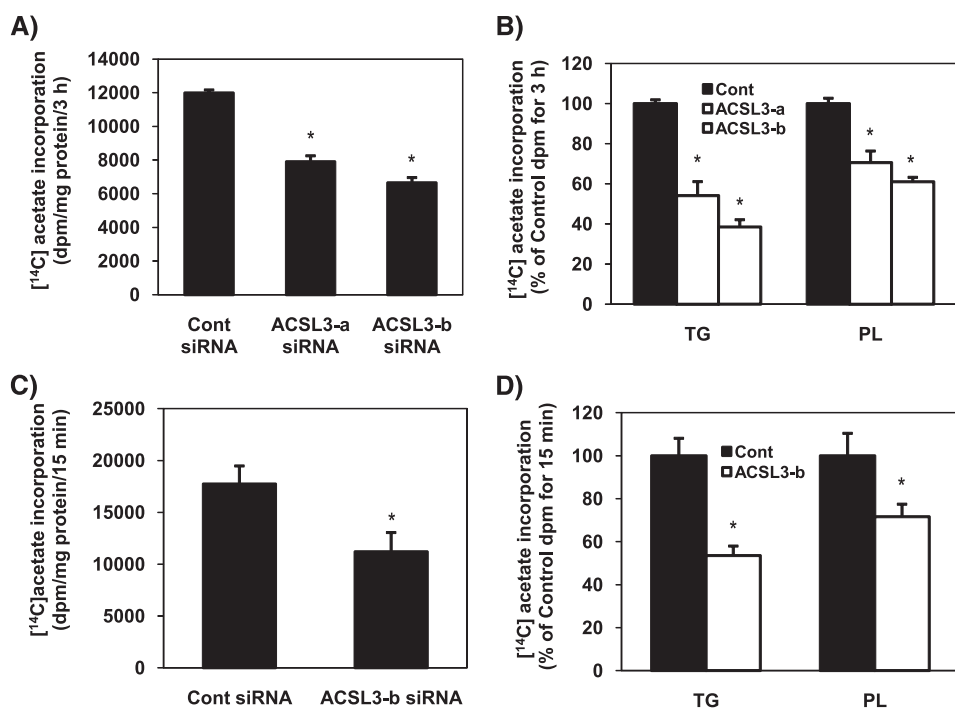 A)
[¹⁴C] acetate incorporation
(dpm/mg protein/3 h)
14000
12000
10000
8000
6000
4000
2000
0
*
*
Cont
siRNA
ACSL3-a
siRNA
ACSL3-b
siRNA
B)
[¹⁴C] acetate incorporation
(% of Control dpm for 3 h)
120
100
80
60
40
20
0
Cont
ACSL3-a
ACSL3-b
*
*
*
*
TG
PL
C)
[¹⁴C]acetate incorporation
(dpm/mg protein/15 min)
25000
20000
15000
10000
5000
0
*
Cont siRNA
ACSL3-b siRNA
D)
[¹⁴C] acetate incorporation
(% of Control dpm for 15 min)
120
100
80
60
40
20
0
Cont
ACSL3-b
*
*
TG
PL